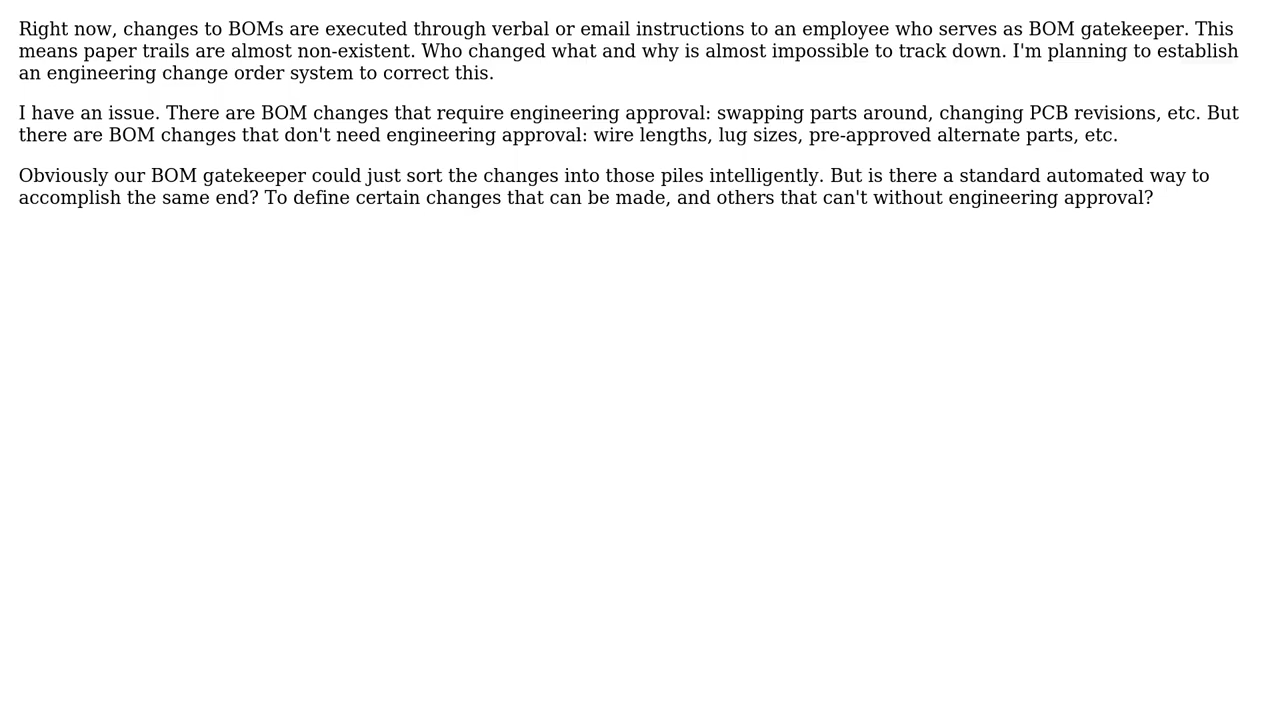 Right now, changes to BOMs are executed through verbal or email instructions to an employee who serves as BOM gatekeeper. This
means paper trails are almost non-existent. Who changed what and why is almost impossible to track down. I'm planning to establish
an engineering change order system to correct this.
I have an issue. There are BOM changes that require engineering approval: swapping parts around, changing PCB revisions, etc. But
there are BOM changes that don't need engineering approval: wire lengths, lug sizes, pre-approved alternate parts, etc.
Obviously our BOM gatekeeper could just sort the changes into those piles intelligently. But is there a standard automated way to
accomplish the same end? To define certain changes that can be made, and others that can't without engineering approval?